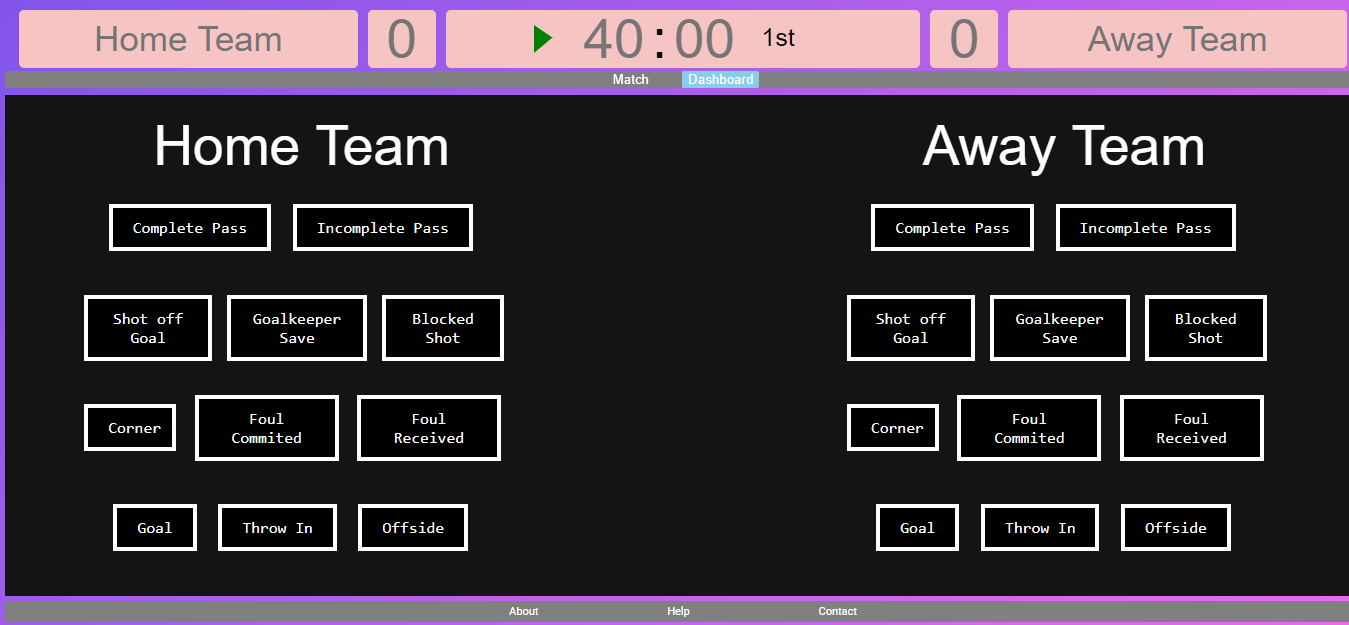 Home Team 0 40:00 1st 0 Away Team
Match Dashboard
Home Team Away Team
Complete Pass Incomplete Pass Complete Pass Incomplete Pass
Shot off Goalkeeper Blocked Shot off Goalkeeper Blocked
Goal Save Shot Goal Save Shot
Foul Foul Foul Foul
Corner Corner
Commited Received Commited Received
Goal Throw In Offside Goal Throw In Offside
About Help Contact